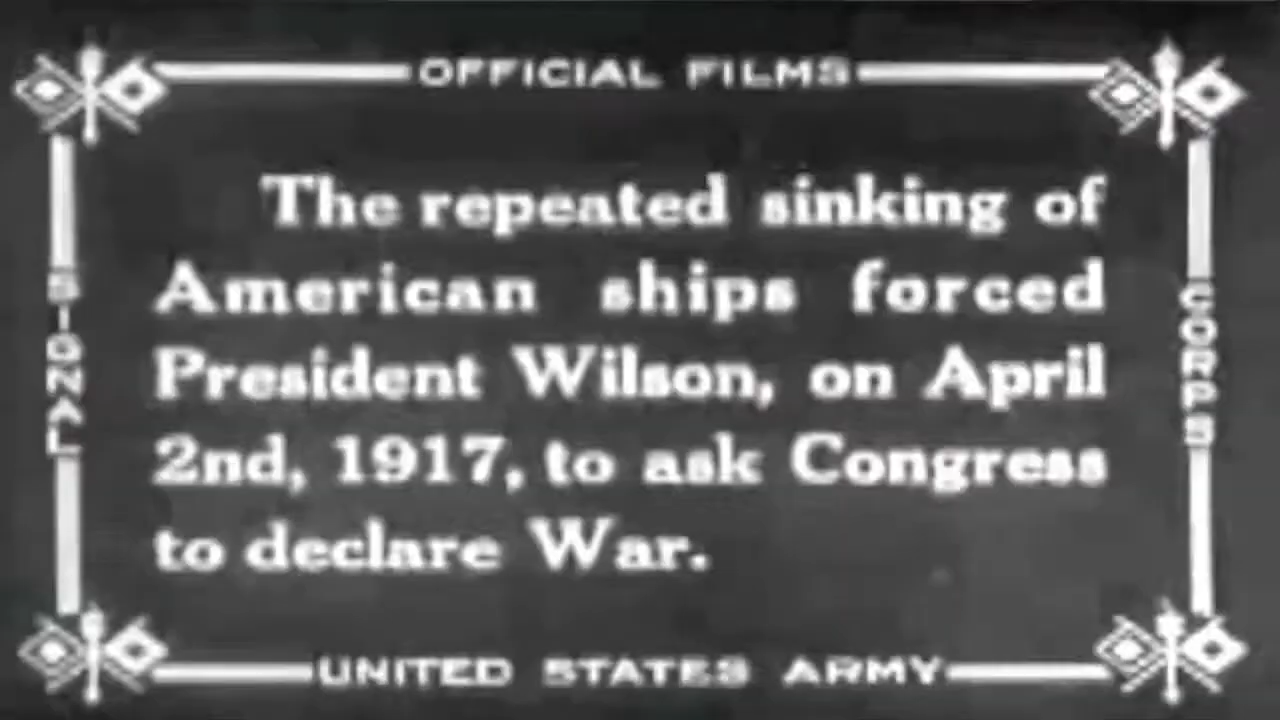 OFFICIAL FILMS
The repeated sinking of
American ships forced
President Wilson, on April
2nd, 1917, to ask Congress
to declare War.
SIGNAL
CORPS
UNITED STATES ARMY